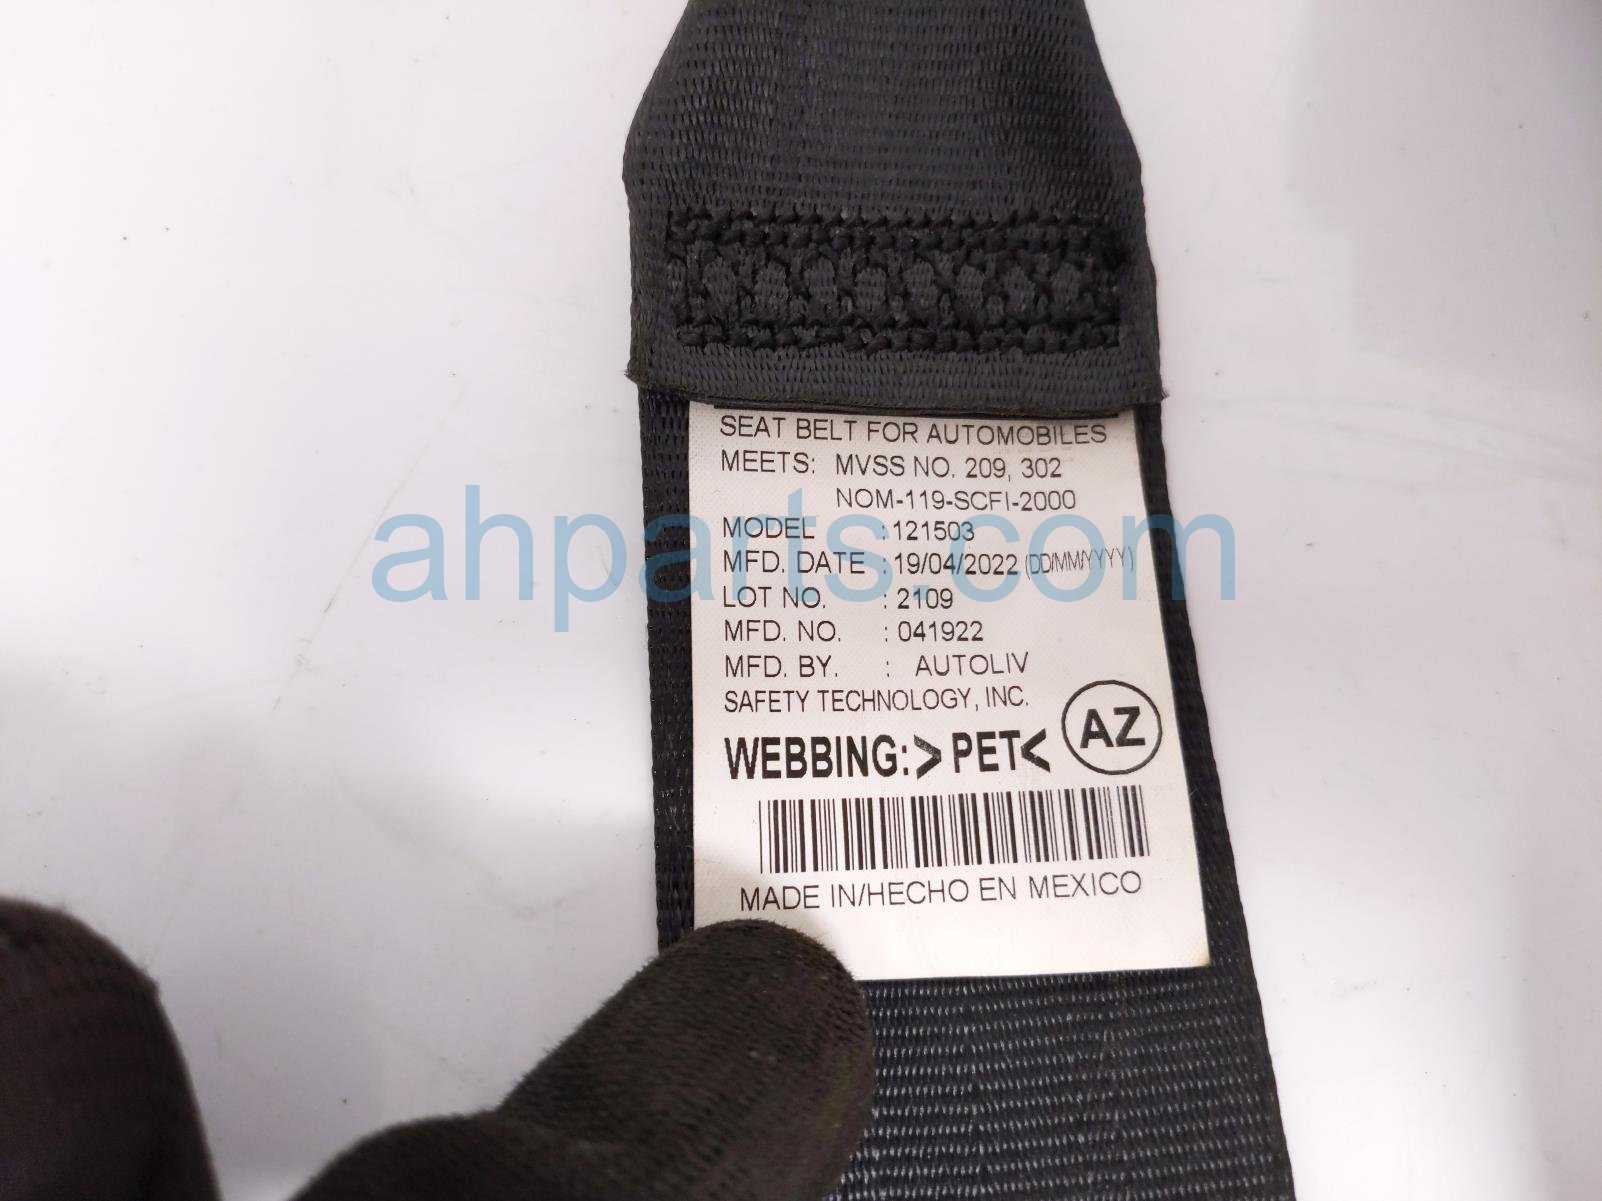 SEAT BELT FOR AUTOMOBILES
MEETS: MVSS NO. 209, 302
NOM-119-SCFI-2000
MODEL : 121503
MFD. DATE : 19/04/2022 (DD/MM/YYYY)
LOT NO. : 2109
MFD. NO. : 041922
MFD. BY. : AUTOLIV
SAFETY TECHNOLOGY, INC.
WEBBING:>PET<
AZ
MADE IN/HECHO EN MEXICO
ahparts.com